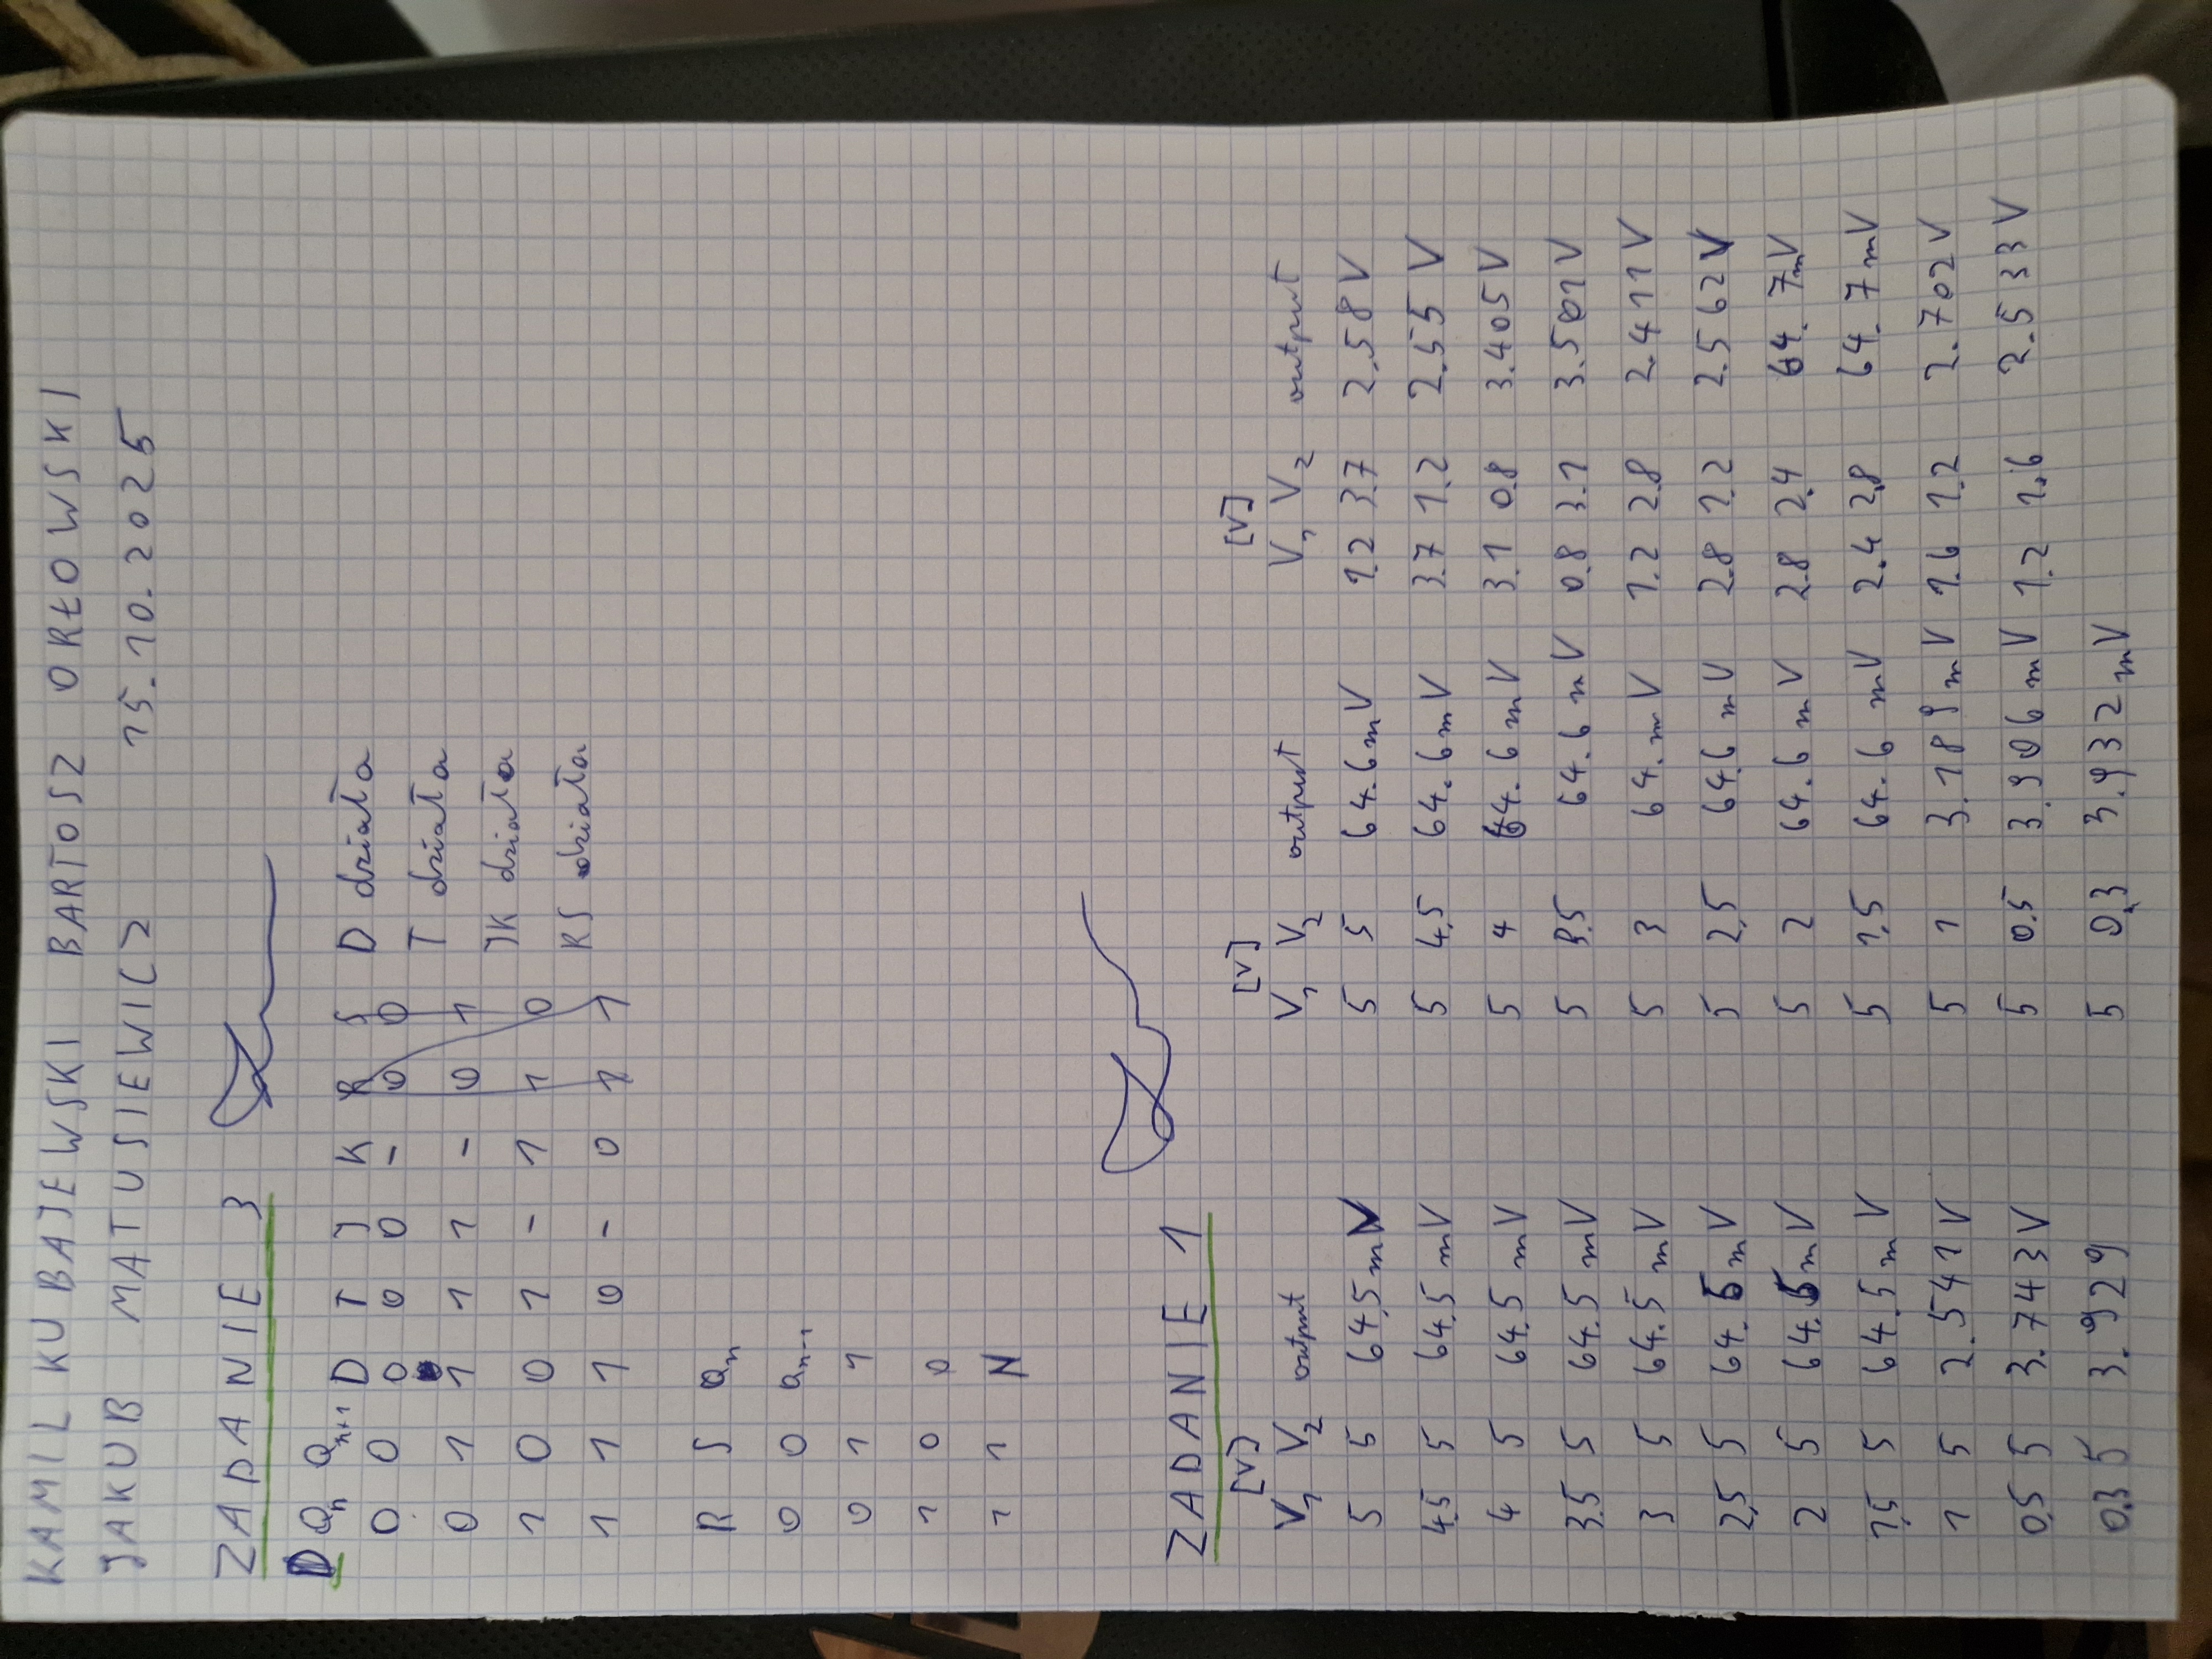 KAMIL KUBAJEWSKI BARTOSZ ORŁOWSKI
JAKUB MATUSIEWICZ 15.10.2025
ZADANIE 3
D Qn Qn+1 D T J K R S D działa
0 0 0 0 0 - 0 0
T działa
0 1 1 1 1 - 0 1
JK działa
1 0 0 1 - 1 1 0
RS działa
1 1 1 0 - 0 1 1
R S Qn
0 0 Qn-1
0 1 1
1 0 0
1 1 N
ZADANIE 1
[V] [V] [V]
V1 V2 output V1 V2 output V1 V2 output
5 5 64.5 mV 5 5 64.6 mV 1.2 3.7 2.58 V
4.5 5 64.5 mV 5 4.5 64.6 mV 3.7 1.2 2.55 V
4 5 64.5 mV 5 4 64.6 mV 3.1 0.8 3.405 V
3.5 5 64.5 mV 5 3.5 64.6 mV 0.8 3.1 3.501 V
3 5 64.5 mV 5 3 64. mV 1.2 2.8 2.411 V
2,5 5 64.5 mV 5 2,5 64.6 mV 2.8 1.2 2.562 V
2 5 64.5 mV 5 2 64.6 mV 2.8 2.4 64.7 mV
1,5 5 64.5 mV 5 1,5 64.6 mV 2.4 2,8 64.7 mV
1 5 2.541 V 5 1 3.189 mV 1.6 1.2 2.702 V
0.5 5 3.743 V 5 0.5 3.906 mV 1.2 1.6 2.533 V
0.3 5 3.929 5 0,3 3.932 mV